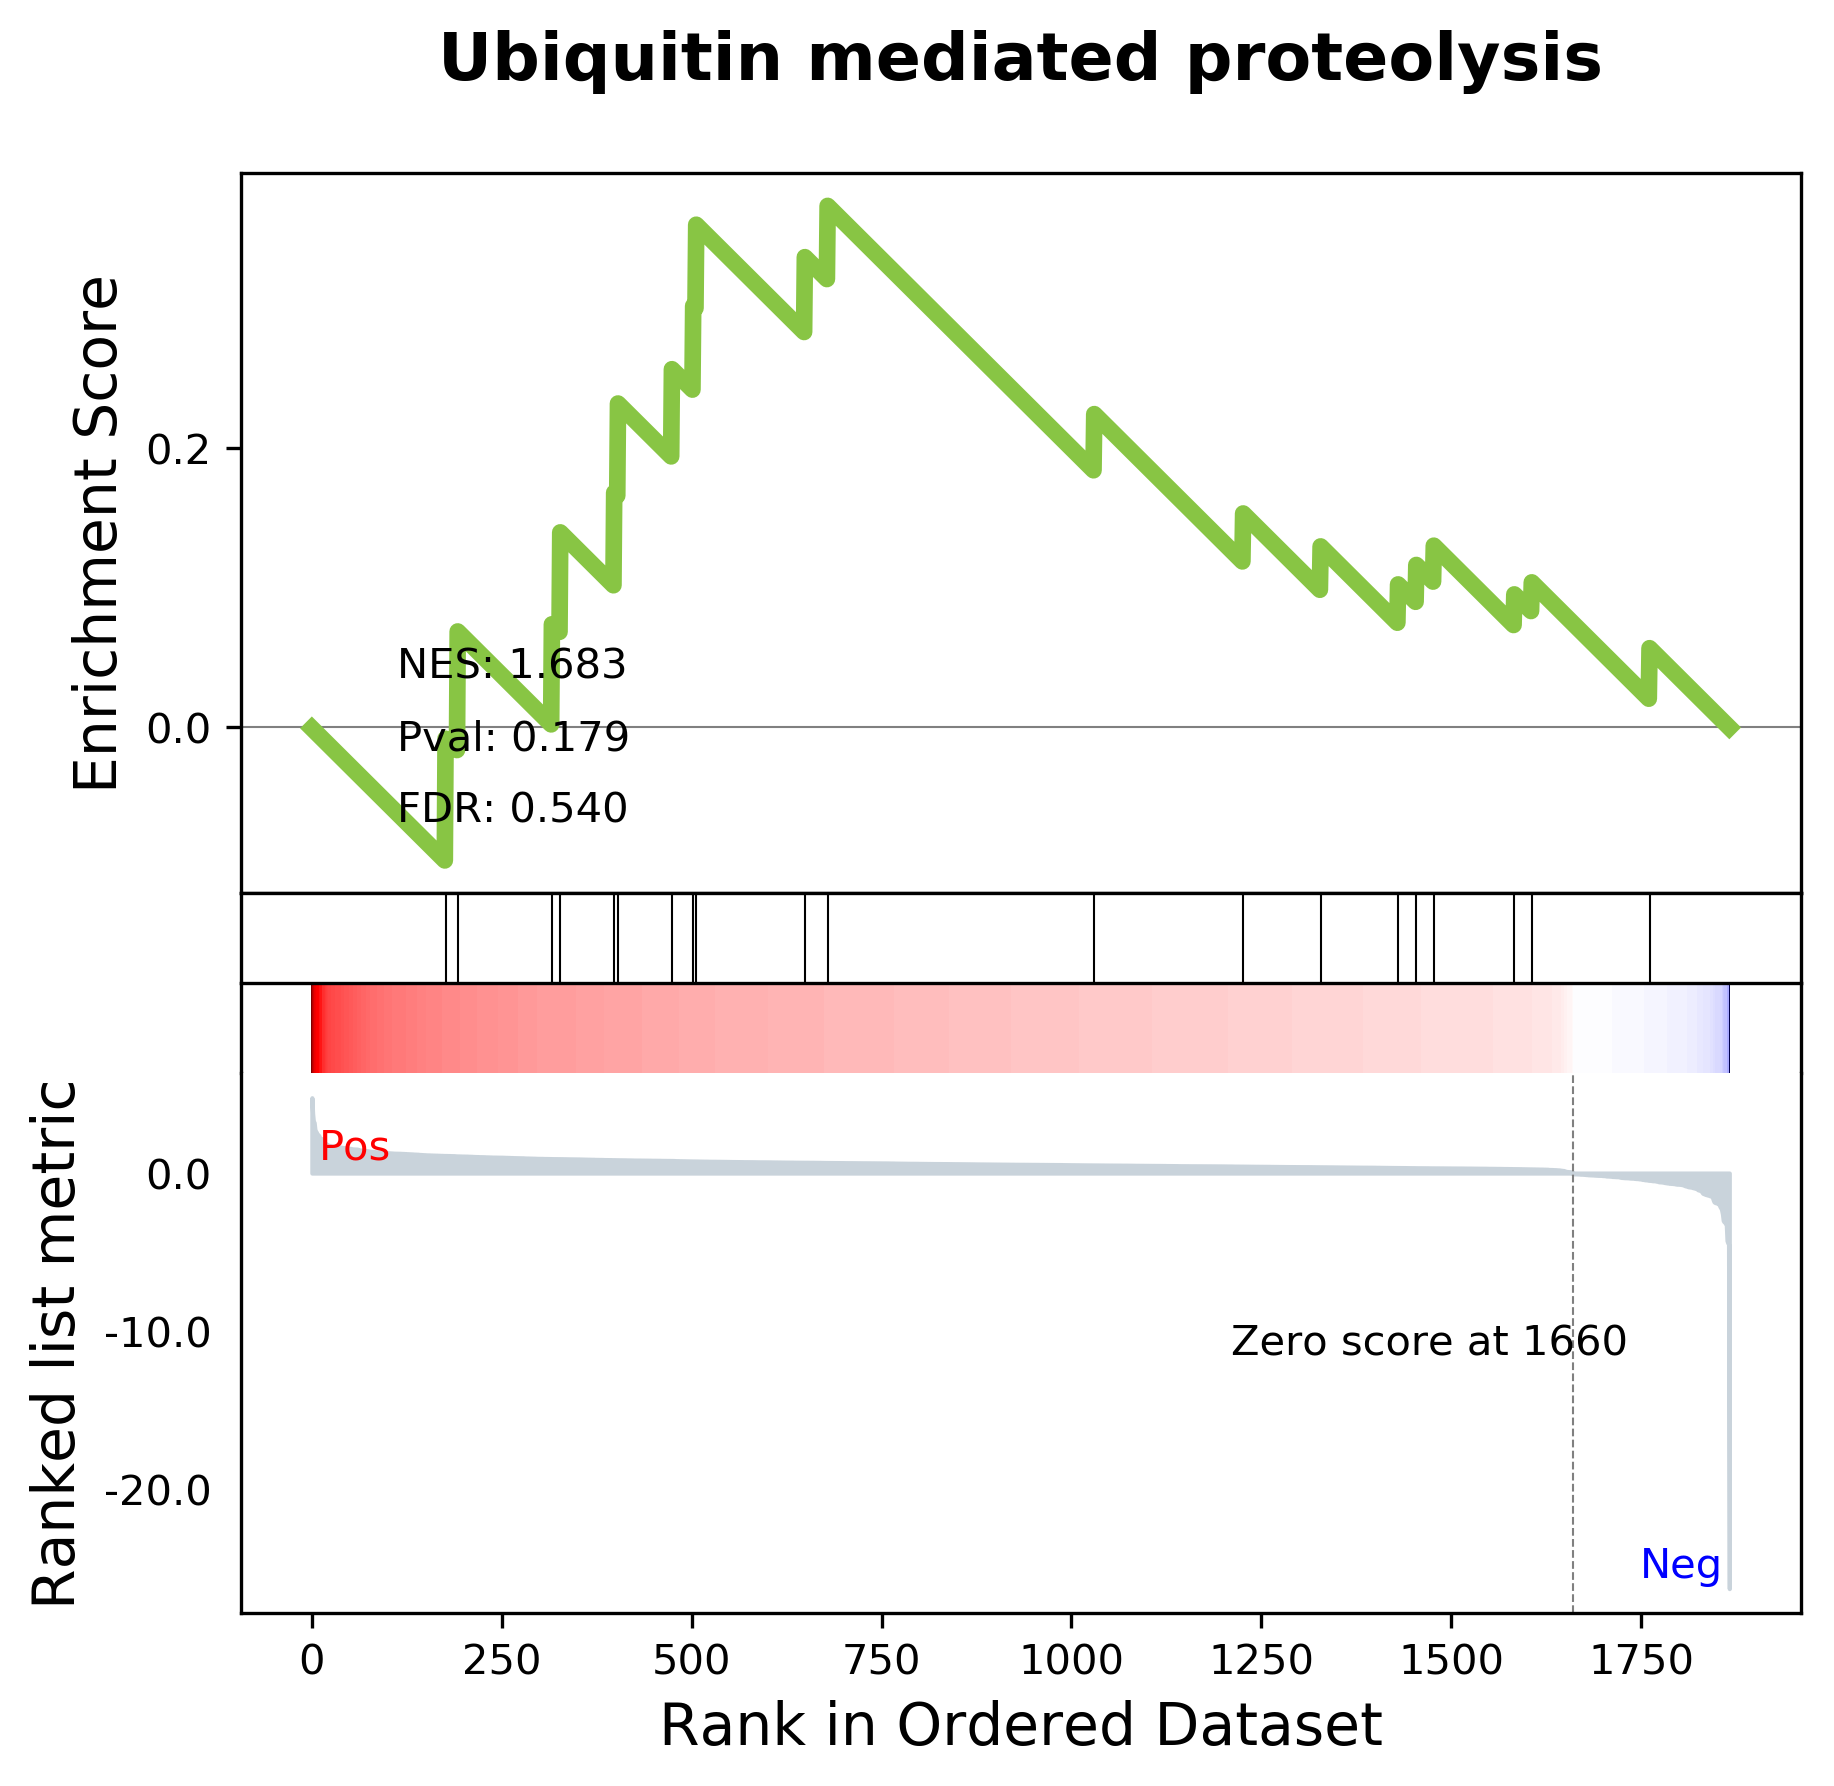 Ubiquitin mediated proteolysis
Enrichment Score
0.2
0.0
NES: 1.683
Pval: 0.179
FDR: 0.540
Ranked list metric
0.0
-10.0
-20.0
Pos
Zero score at 1660
Neg
0 250 500 750 1000 1250 1500 1750
Rank in Ordered Dataset